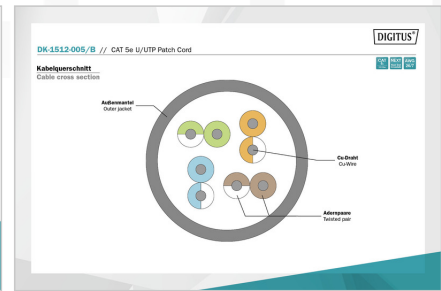 DIGITUS®
DK-1512-005/B // CAT 5e U/UTP Patch Cord
Kabelquerschnitt
Cable cross section
Außenmantel
Outer jacket
Cu-Draht
Cu-Wire
Adernpaare
Twisted pair